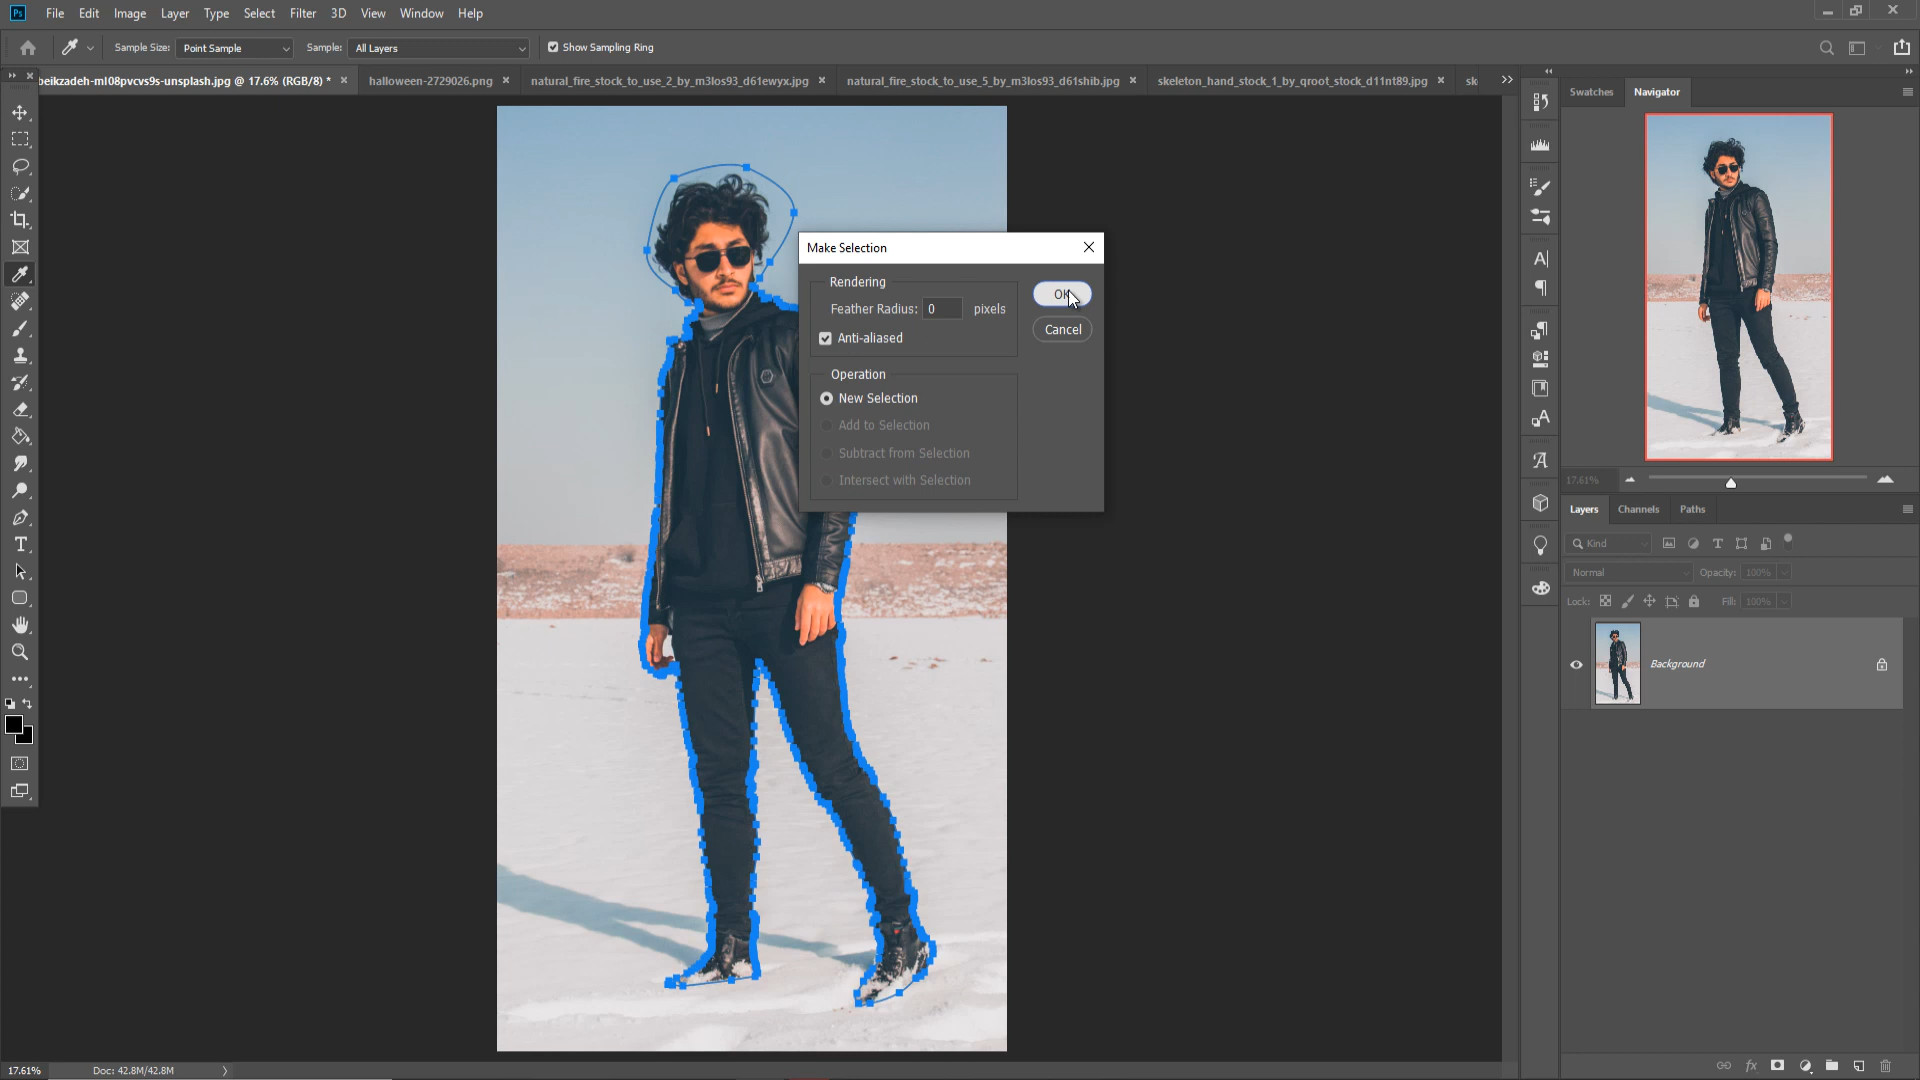 Ps File Edit Image Layer Type Select Filter 3D View Window Help
Sample Size: Point Sample Sample: All Layers Show Sampling Ring
beikzadeh-ml08pvcvs9s-unsplash.jpg @ 17.6% (RGB/8) * halloween-2729026.png natural_fire_stock_to_use_2_by_m3los93_d61ewyx.jpg natural_fire_stock_to_use_5_by_m3los93_d61shib.jpg skeleton_hand_stock_1_by_qroot_stock_d11nt89.jpg sk
Swatches Navigator
Make Selection
Rendering
Feather Radius: 0 pixels
OK
Anti-aliased
Cancel
Operation
New Selection
Add to Selection
Subtract from Selection
Intersect with Selection
17.61%
Layers Channels Paths
Kind
Normal Opacity: 100%
Lock: Fill: 100%
Background
17.61% Doc: 42.8M/42.8M